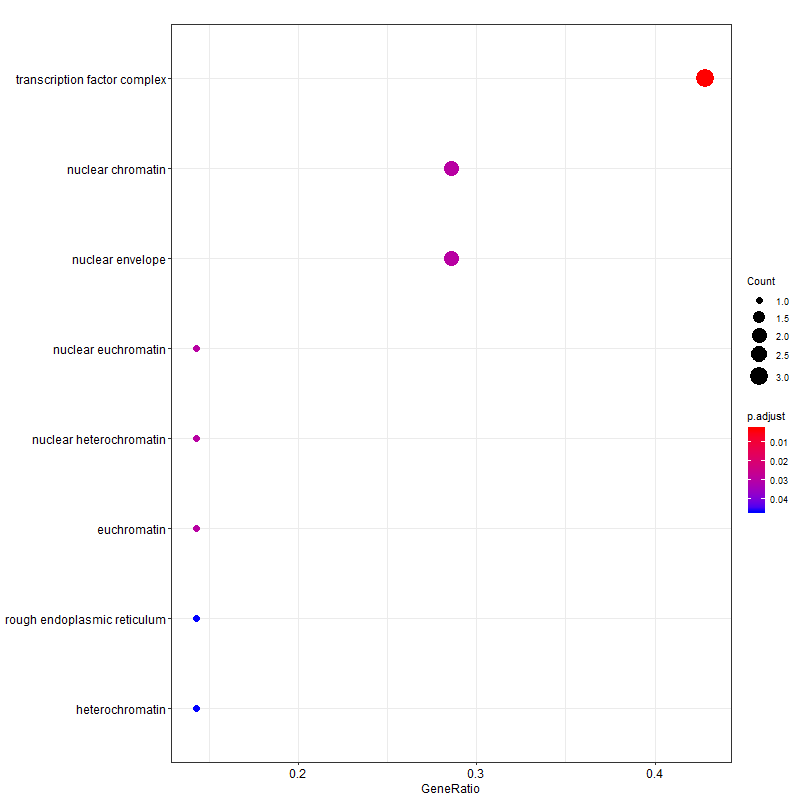 transcription factor complex
nuclear chromatin
nuclear envelope
nuclear euchromatin
nuclear heterochromatin
euchromatin
rough endoplasmic reticulum
heterochromatin
0.2 0.3 0.4
GeneRatio
Count
1.0
1.5
2.0
2.5
3.0
p.adjust
0.01
0.02
0.03
0.04